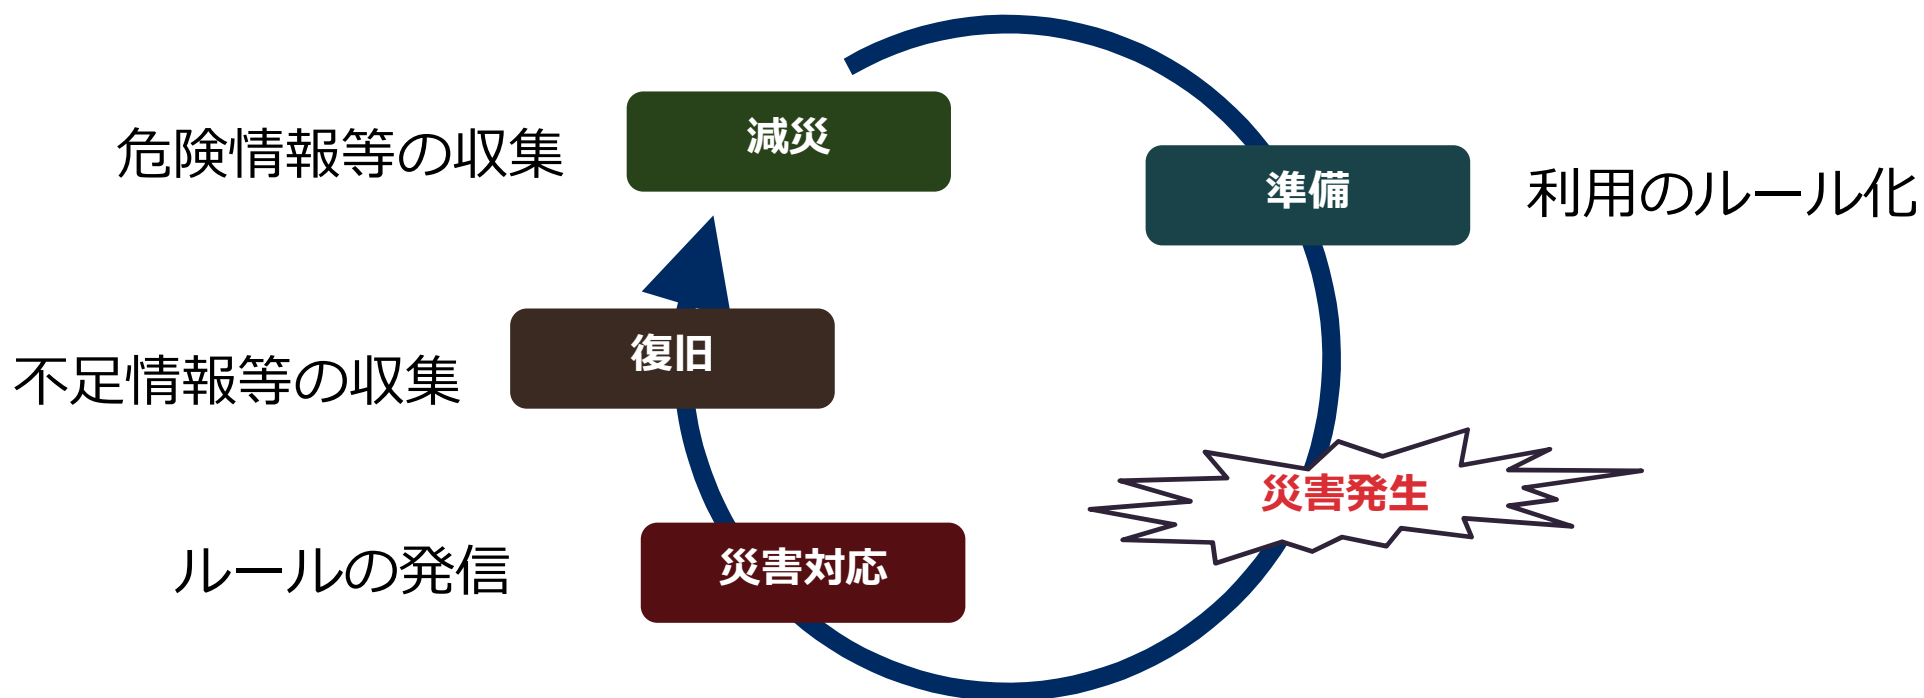 減災
危険情報等の収集
準備
利用のルール化
復旧
不足情報等の収集
災害発生
災害対応
ルールの発信